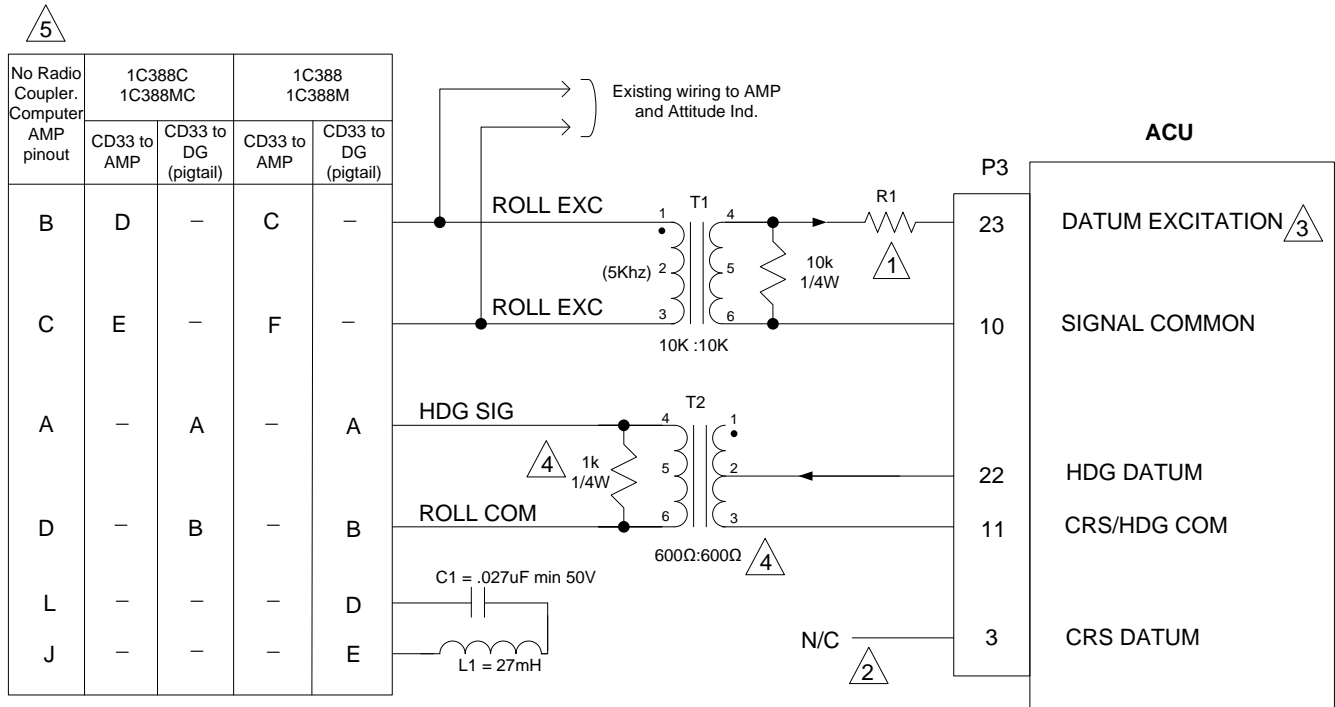 5
No Radio Coupler. Computer AMP pinout
1C388C
1C388MC
1C388
1C388M
CD33 to AMP
CD33 to DG (pigtail)
CD33 to AMP
CD33 to DG (pigtail)
B D – C –
C E – F –
A – A – A
D – B – B
L – – – D
J – – – E
Existing wiring to AMP
and Attitude Ind.
ROLL EXC
ROLL EXC
(5Khz)
T1
1
2
3
4
5
6
10K :10K
10k
1/4W
R1
1
HDG SIG
ROLL COM
4
1k
1/4W
T2
4
5
6
1
2
3
600Ω:600Ω
4
C1 = .027uF min 50V
L1 = 27mH
N/C
2
ACU
P3
23 DATUM EXCITATION 3
10 SIGNAL COMMON
22 HDG DATUM
11 CRS/HDG COM
3 CRS DATUM